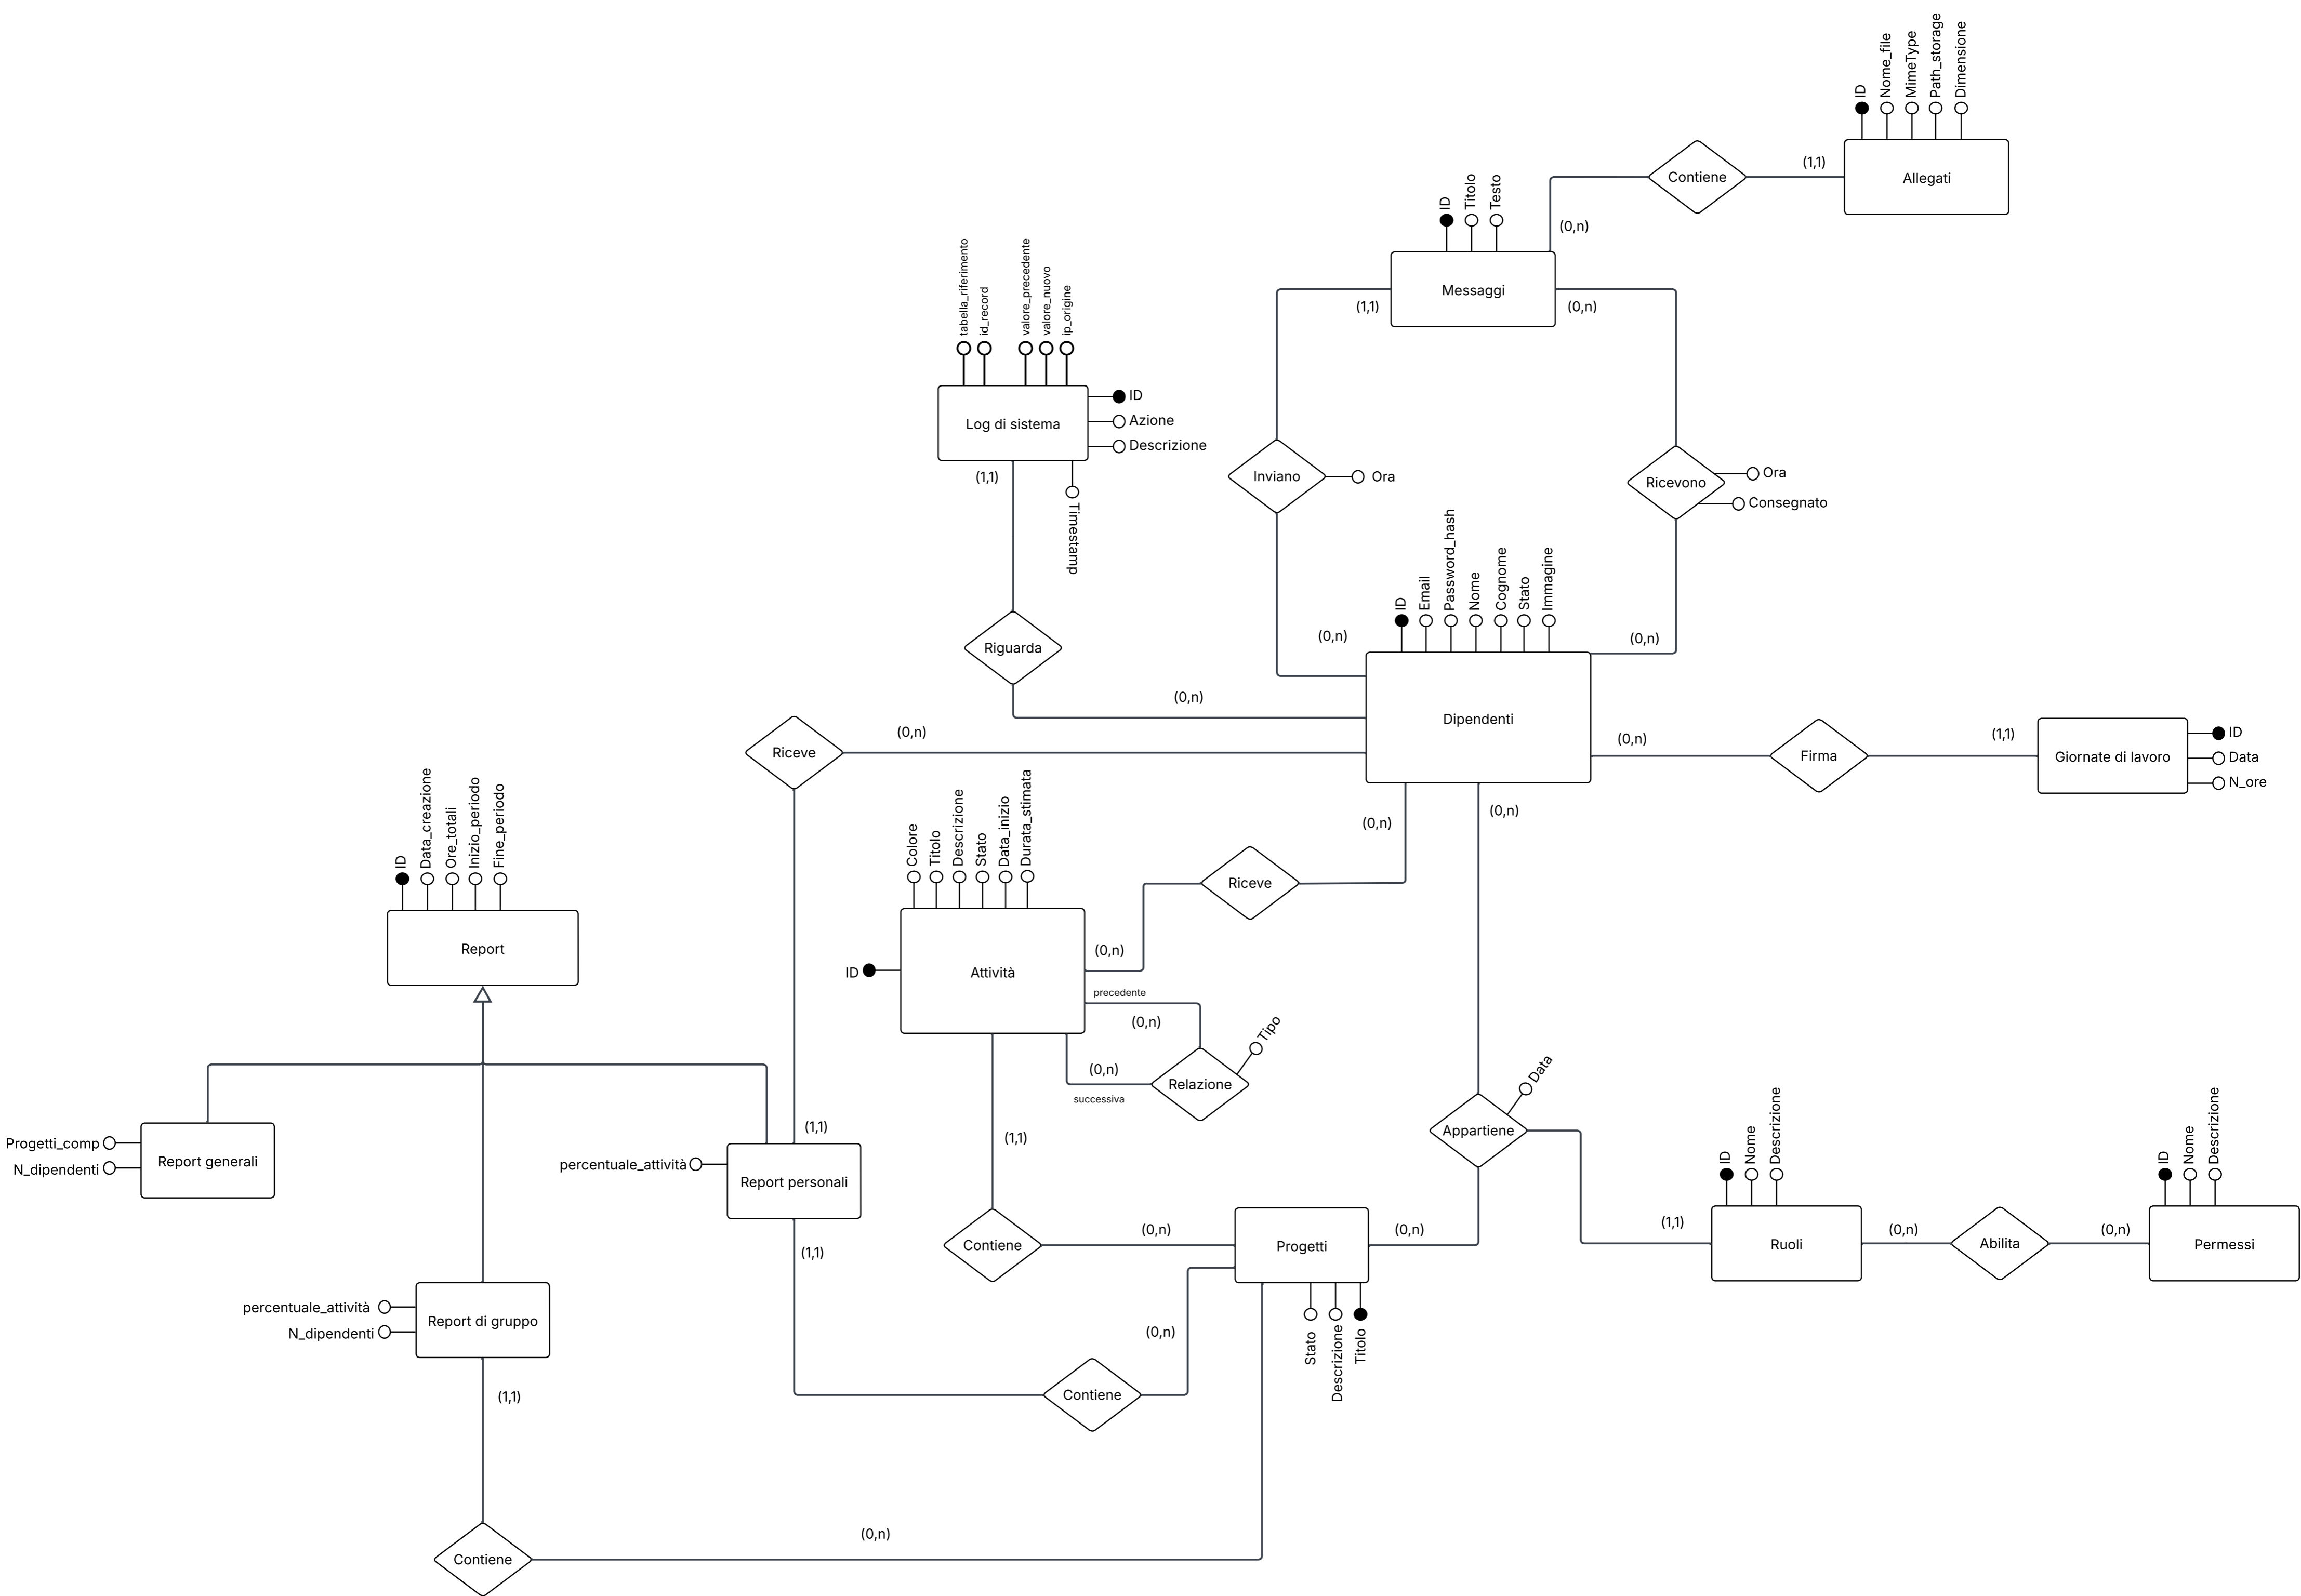 ID
Nome_file
MimeType
Path_storage
Dimensione
Allegati
Contiene
(1,1)
(0,n)
ID
Titolo
Testo
Messaggi
(1,1)
(0,n)
tabella_riferimento
id_record
valore_precedente
valore_nuovo
ip_origine
Log di sistema
ID
Azione
Descrizione
Timestamp
(1,1)
Inviano
Ora
Ricevono
Ora
Consegnato
Riguarda
(0,n)
(0,n)
(0,n)
ID
Email
Password_hash
Nome
Cognome
Stato
Immagine
Dipendenti
Riceve
(0,n)
(0,n)
Firma
(1,1)
Giornate di lavoro
ID
Data
N_ore
(0,n)
(0,n)
ID
Data_creazione
Ore_totali
Inizio_periodo
Fine_periodo
Report
Colore
Titolo
Descrizione
Stato
Data_inizio
Durata_stimata
ID
Attività
Riceve
(0,n)
precedente
(0,n)
(0,n)
successiva
Relazione
Tipo
(1,1)
Progetti_comp
N_dipendenti
Report generali
(1,1)
percentuale_attività
Report personali
(1,1)
Appartiene
Data
ID
Nome
Descrizione
Ruoli
(1,1)
(0,n)
Abilita
(0,n)
ID
Nome
Descrizione
Permessi
Contiene
(0,n)
Progetti
(0,n)
Stato
Descrizione
Titolo
percentuale_attività
N_dipendenti
Report di gruppo
(1,1)
(0,n)
Contiene
(0,n)
Contiene